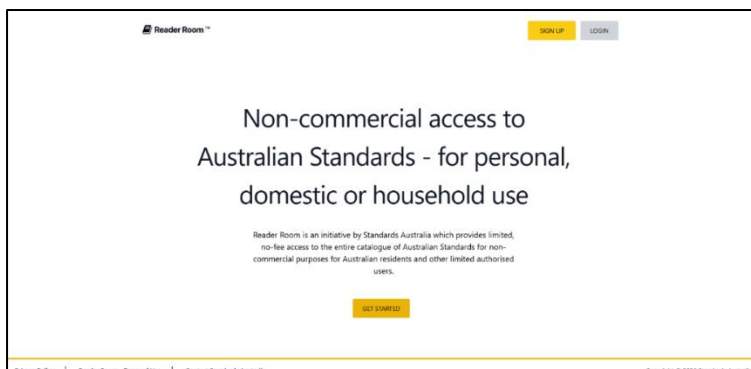 Reader Room ™
SIGN UP
LOGIN
Non-commercial access to
Australian Standards - for personal,
domestic or household use
Reader Room is an initiative by Standards Australia which provides limited,
no-fee access to the entire catalogue of Australian Standards for non-
commercial purposes for Australian residents and other limited authorised
users.
GET STARTED